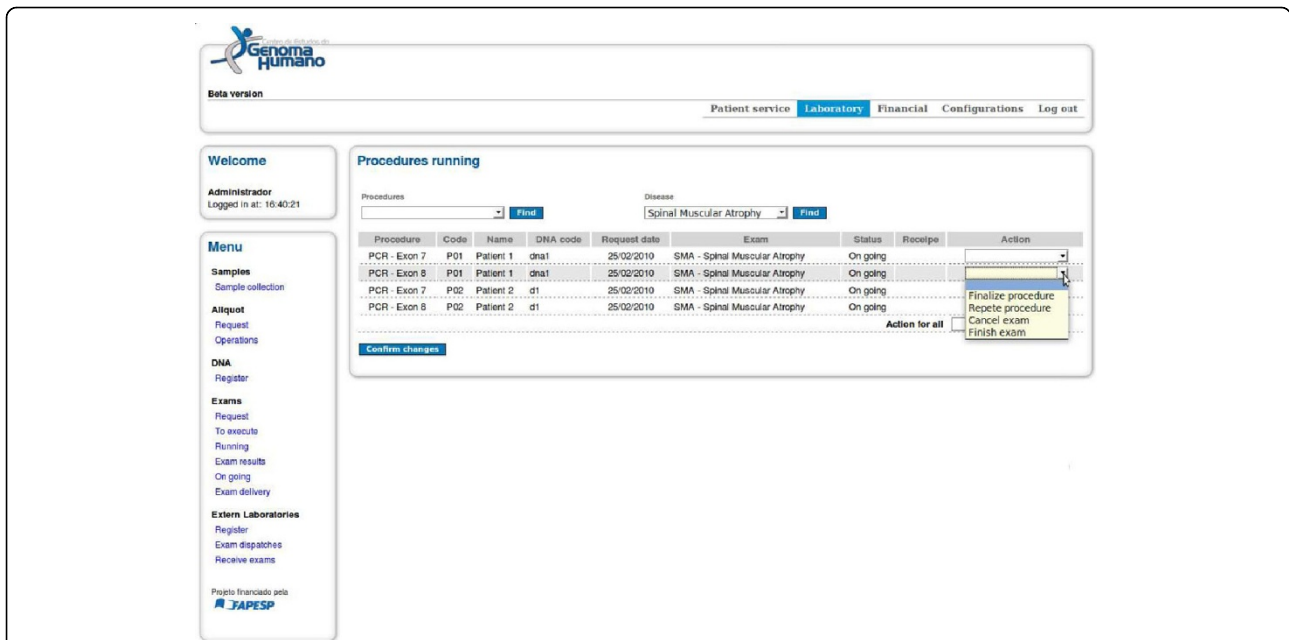 Centro de Estudos do
Genoma
Humano
Beta version
Patient service Laboratory Financial Configurations Log out
Welcome
Administrador
Logged in at:: 16:40:21
Menu
Samples
Sample collection
Aliquot
Request
Operations
DNA
Register
Exams
Request
To execute
Running
Exam results
On going
Exam delivery
Extern Laboratories
Register
Exam dispatches
Receive exams
Projeto financiado pela
FAPESP
Procedures running
Procedures Disease
Find Spinal Muscular Atrophy Find
Procedure Code Name DNA code Request date Exam Status Receipe Action
PCR - Exon 7 P01 Patient 1 dna1 25/02/2010 SMA - Spinal Muscular Atrophy On going
PCR - Exon 8 P01 Patient 1 dna1 25/02/2010 SMA - Spinal Muscular Atrophy On going
PCR - Exon 7 P02 Patient 2 d1 25/02/2010 SMA - Spinal Muscular Atrophy On going
PCR - Exon 8 P02 Patient 2 d1 25/02/2010 SMA - Spinal Muscular Atrophy On going
Action for all
Finalize procedure
Repete procedure
Cancel exam
Finish exam
Confirm changes